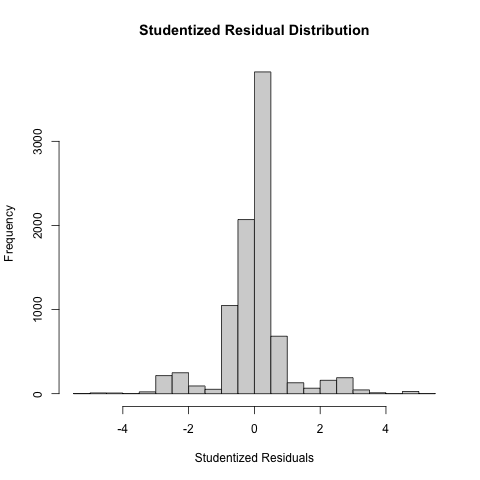 Studentized Residual Distribution
3000
2000
1000
0
Frequency
-4 -2 0 2 4
Studentized Residuals